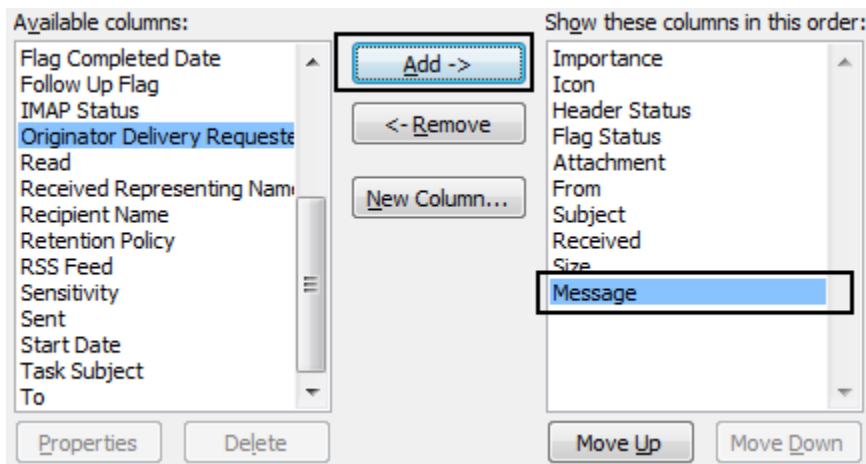 Available columns:
Flag Completed Date
Follow Up Flag
IMAP Status
Originator Delivery Requeste
Read
Received Representing Nam
Recipient Name
Retention Policy
RSS Feed
Sensitivity
Sent
Start Date
Task Subject
To
Properties
Delete
Add ->
<- Remove
New Column...
Show these columns in this order:
Importance
Icon
Header Status
Flag Status
Attachment
From
Subject
Received
Size
Message
Move Up
Move Down